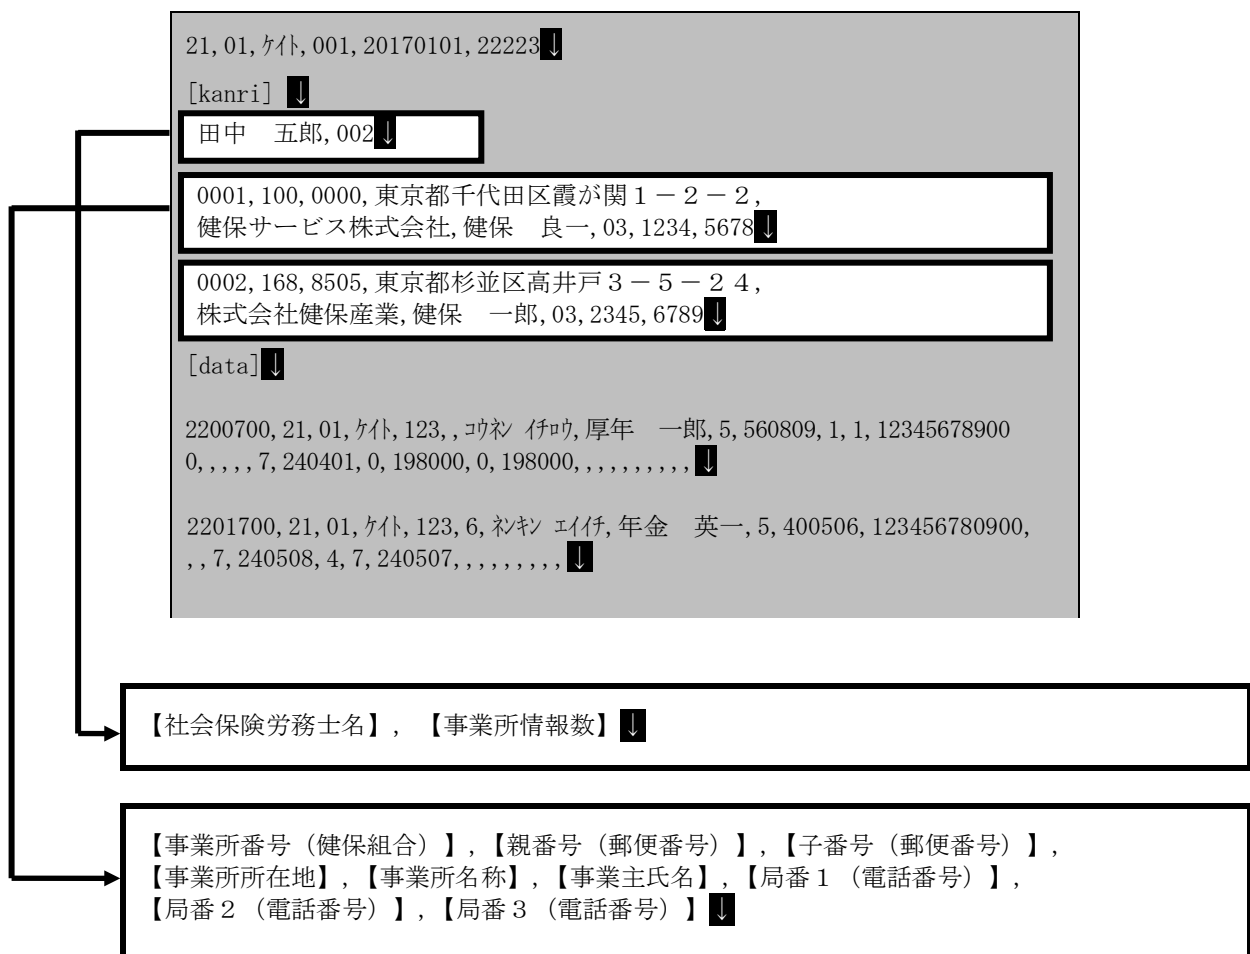 21,01,ｹｲﾄ,001,20170101,22223↓
[kanri] ↓
田中　五郎,002↓
0001,100,0000,東京都千代田区霞が関１－２－２,
健保サービス株式会社,健保　良一,03,1234,5678↓
0002,168,8505,東京都杉並区高井戸３－５－２４,
株式会社健保産業,健保　一郎,03,2345,6789↓
[data]↓
2200700,21,01,ｹｲﾄ,123,,ｺｳﾈﾝ ｲﾁﾛｳ,厚年　一郎,5,560809,1,1,12345678900
0,,,,,7,240401,0,198000,0,198000,,,,,,,,,,↓
2201700,21,01,ｹｲﾄ,123,6,ﾈﾝｷﾝ ｴｲｲﾁ,年金　英一,5,400506,123456780900,
,,7,240508,4,7,240507,,,,,,,,,↓
【社会保険労務士名】,　【事業所情報数】↓
【事業所番号（健保組合）】,【親番号（郵便番号）】,【子番号（郵便番号）】,
【事業所所在地】,【事業所名称】,【事業主氏名】,【局番１（電話番号）】,
【局番２（電話番号）】,【局番３（電話番号）】↓